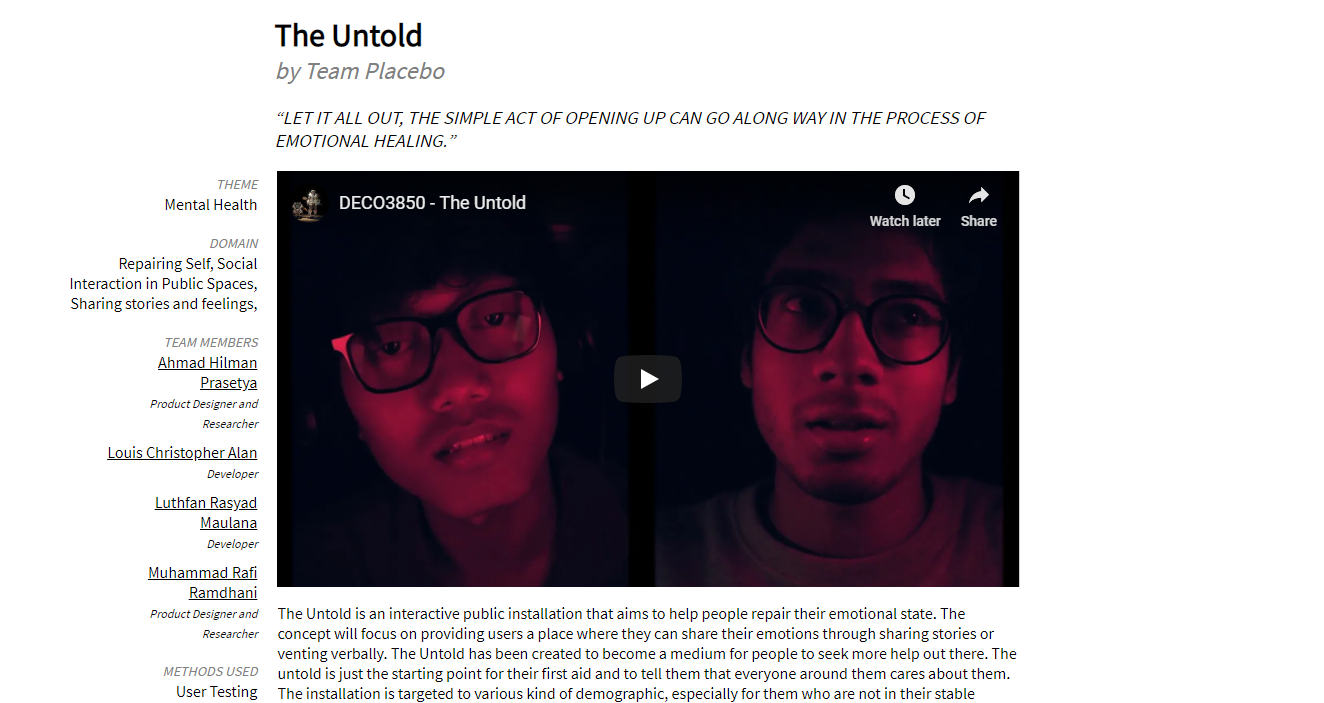 The Untold
by Team Placebo
“LET IT ALL OUT, THE SIMPLE ACT OF OPENING UP CAN GO ALONG WAY IN THE PROCESS OF
EMOTIONAL HEALING.”
THEME
Mental Health
DOMAIN
Repairing Self, Social
Interaction in Public Spaces,
Sharing stories and feelings,
TEAM MEMBERS
Ahmad Hilman
Prasetya
Product Designer and
Researcher
Louis Christopher Alan
Developer
Luthfan Rasyad
Maulana
Developer
Muhammad Rafi
Ramdhani
Product Designer and
Researcher
METHODS USED
User Testing
DECO3850 - The Untold
Watch later
Share
The Untold is an interactive public installation that aims to help people repair their emotional state. The
concept will focus on providing users a place where they can share their emotions through sharing stories or
venting verbally. The Untold has been created to become a medium for people to seek more help out there. The
untold is just the starting point for their first aid and to tell them that everyone around them cares about them.
The installation is targeted to various kind of demographic, especially for them who are not in their stable